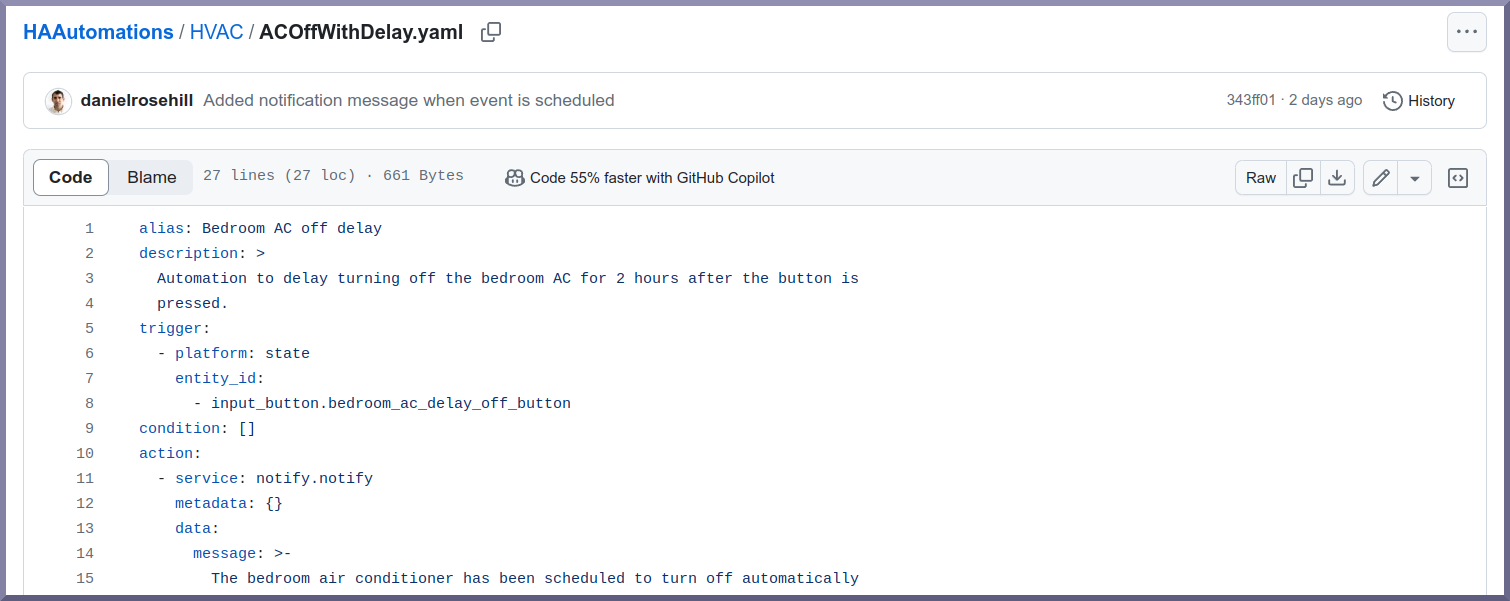 HAAutomations / HVAC / ACOffWithDelay.yaml
danielrosehill Added notification message when event is scheduled 343ff01 · 2 days ago History
Code Blame 27 lines (27 loc) · 661 Bytes Code 55% faster with GitHub Copilot Raw
1 alias: Bedroom AC off delay
2 description: >
3 Automation to delay turning off the bedroom AC for 2 hours after the button is
4 pressed.
5 trigger:
6 - platform: state
7 entity_id:
8 - input_button.bedroom_ac_delay_off_button
9 condition: []
10 action:
11 - service: notify.notify
12 metadata: {}
13 data:
14 message: >-
15 The bedroom air conditioner has been scheduled to turn off automatically